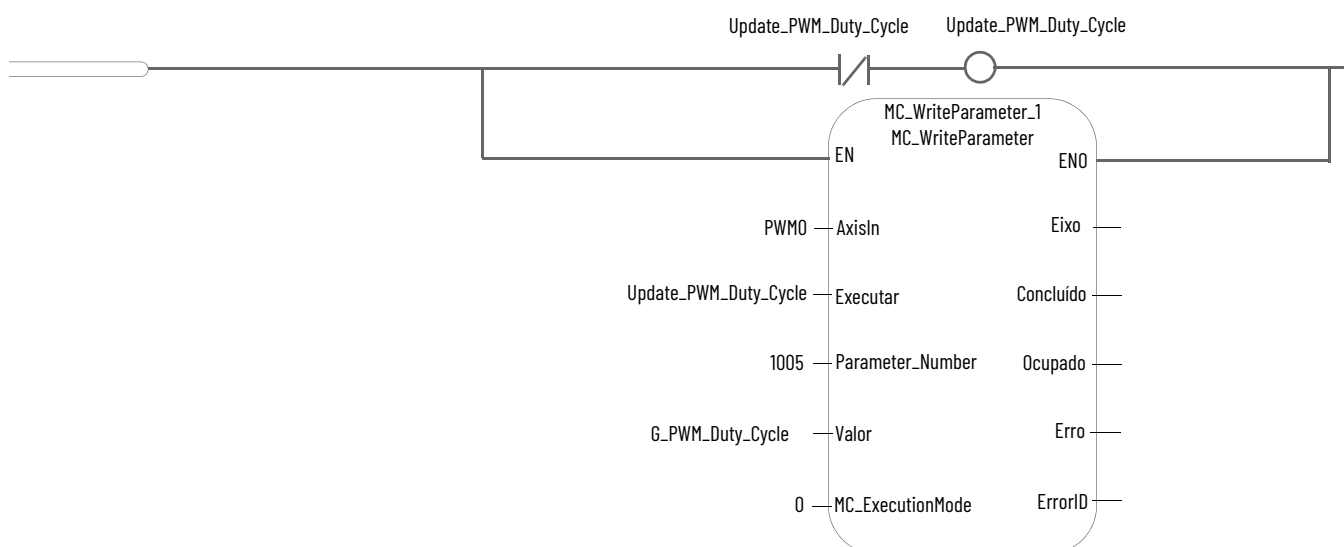 Update_PWM_Duty_Cycle Update_PWM_Duty_Cycle
MC_WriteParameter_1
MC_WriteParameter
EN ENO
PWM0 AxisIn Eixo
Update_PWM_Duty_Cycle Executar Concluído
1005 Parameter_Number Ocupado
G_PWM_Duty_Cycle Valor Erro
0 MC_ExecutionMode ErrorID